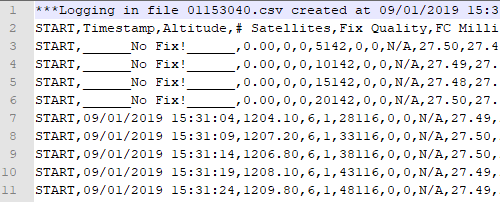 1 ***Logging in file 01153040.csv created at 09/01/2019 15:3
2 START,Timestamp,Altitude,# Satellites,Fix Quality,FC Milli
3 START,______No Fix!______,0.00,0,0,5142,0,0,N/A,27.50,27.4
4 START,______No Fix!______,0.00,0,0,10142,0,0,N/A,27.49,27.
5 START,______No Fix!______,0.00,0,0,15142,0,0,N/A,27.48,27.
6 START,______No Fix!______,0.00,0,0,20142,0,0,N/A,27.50,27.
7 START,09/01/2019 15:31:04,1204.10,6,1,28116,0,0,N/A,27.49,
8 START,09/01/2019 15:31:09,1207.20,6,1,33116,0,0,N/A,27.50,
9 START,09/01/2019 15:31:14,1206.80,6,1,38116,0,0,N/A,27.50,
10 START,09/01/2019 15:31:19,1208.10,6,1,43116,0,0,N/A,27.49,
11 START,09/01/2019 15:31:24,1209.80,6,1,48116,0,0,N/A,27.49,